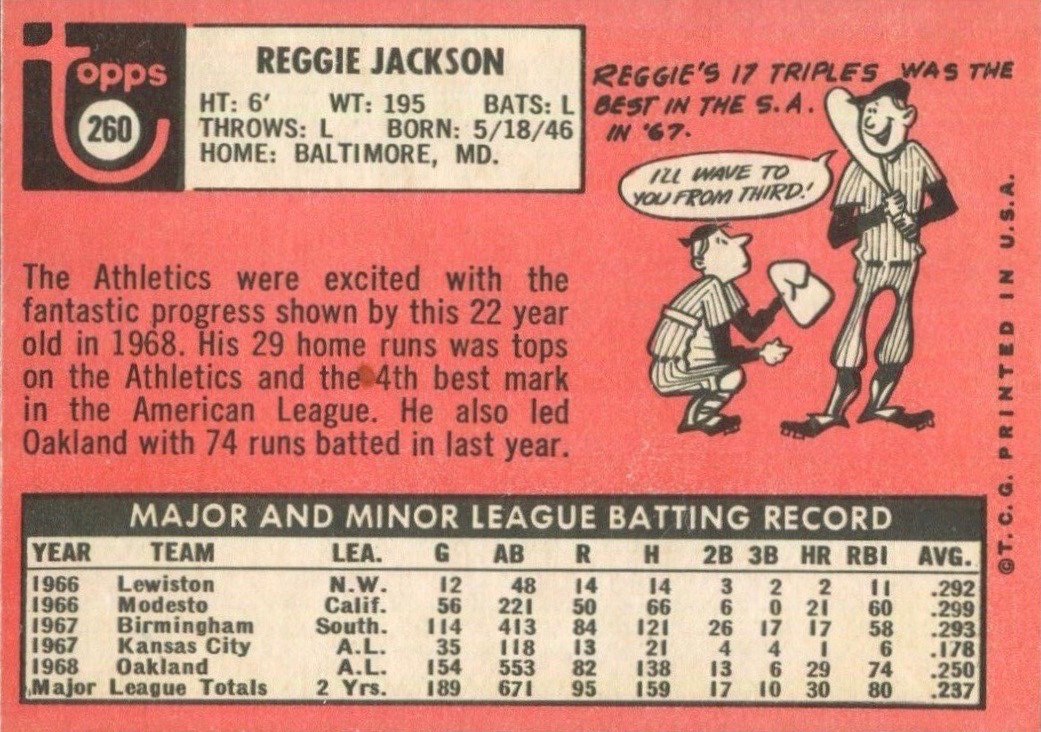 topps
260
REGGIE JACKSON
HT: 6' WT: 195 BATS: L
THROWS: L BORN: 5/18/46
HOME: BALTIMORE, MD.
REGGIE'S 17 TRIPLES WAS THE
BEST IN THE S.A.
IN '67.
I'LL WAVE TO
YOU FROM THIRD!
The Athletics were excited with the
fantastic progress shown by this 22 year
old in 1968. His 29 home runs was tops
on the Athletics and the 4th best mark
in the American League. He also led
Oakland with 74 runs batted in last year.
©T.C.G. PRINTED IN U.S.A.
MAJOR AND MINOR LEAGUE BATTING RECORD
YEAR TEAM LEA. G AB R H 2B 3B HR RBI AVG.
1966 Lewiston N.W. 12 48 14 14 3 2 2 11 .292
1966 Modesto Calif. 56 221 50 66 6 0 21 60 .299
1967 Birmingham South. 114 413 84 121 26 17 17 58 .293
1967 Kansas City A.L. 35 118 13 21 4 4 1 6 .178
1968 Oakland A.L. 154 553 82 138 13 6 29 74 .250
Major League Totals 2 Yrs. 189 671 95 159 17 10 30 80 .237